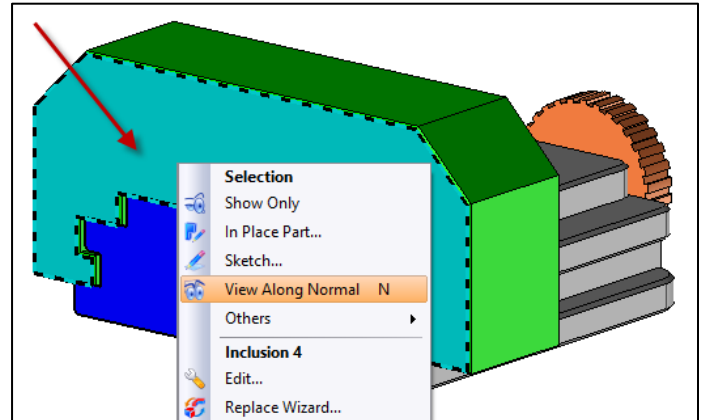 Selection
Show Only
In Place Part...
Sketch...
View Along Normal N
Others
Inclusion 4
Edit...
Replace Wizard...